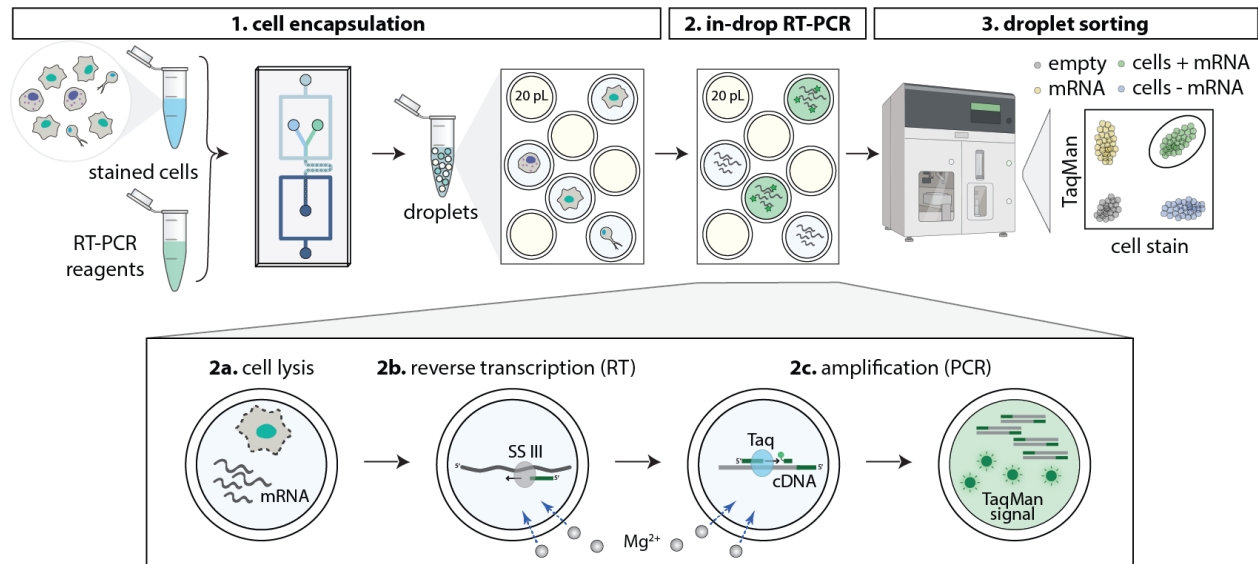 1. cell encapsulation
2. in-drop RT-PCR
3. droplet sorting
stained cells
RT-PCR
reagents
droplets
20 pL
20 pL
empty
cells + mRNA
mRNA
cells - mRNA
TaqMan
cell stain
2a. cell lysis
2b. reverse transcription (RT)
2c. amplification (PCR)
mRNA
5'
SS III
5'
Taq
5'
5'
cDNA
TaqMan
signal
Mg²⁺